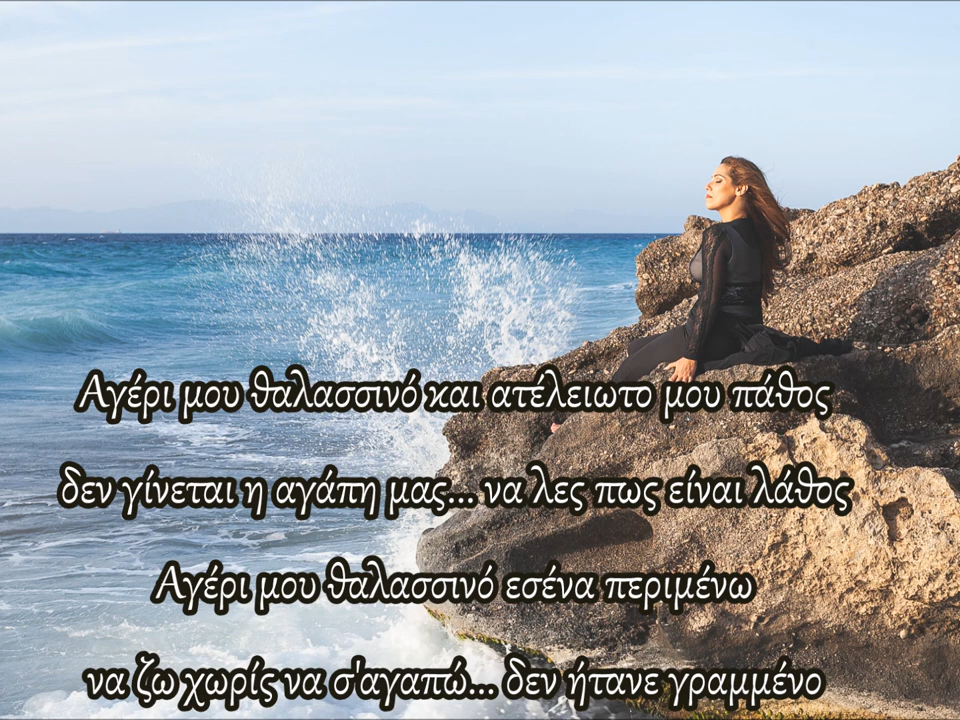 Αγέρι μου θαλασσινό και ατέλειωτο μου πάθος
δεν γίνεται η αγάπη μας... να λες πως είναι λάθος
Αγέρι μου θαλασσινό εσένα περιμένω
να ζω χωρίς να σ'αγαπώ... δεν ήτανε γραμμένο